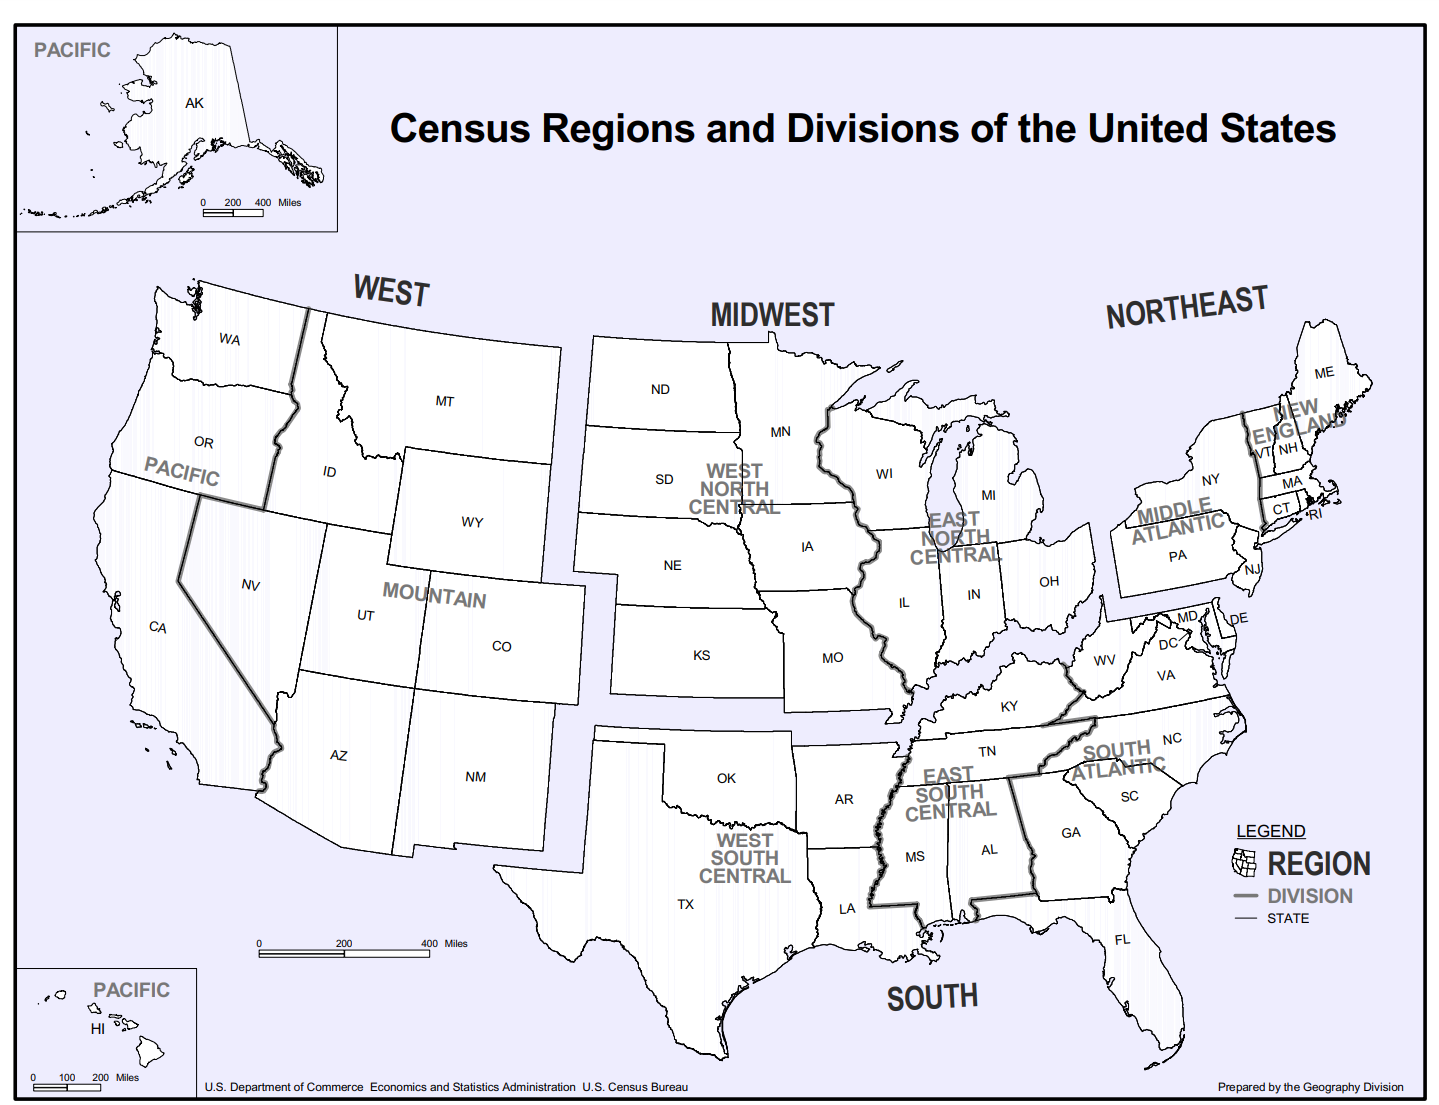 PACIFIC
AK
0 200 400 Miles
Census Regions and Divisions of the United States
WEST
MIDWEST
NORTHEAST
WA
MT
OR
PACIFIC
ID
WY
NV
MOUNTAIN
UT
CO
CA
AZ
NM
ND
MN
SD
WEST
NORTH
CENTRAL
IA
NE
KS
MO
WI
MI
EAST
NORTH
CENTRAL
IL
IN
OH
ME
NEW
ENGLAND
VT
NH
NY
MA
CT
RI
MIDDLE
ATLANTIC
PA
NJ
MD
DE
DC
WV
VA
KY
NC
TN
SOUTH
ATLANTIC
SC
EAST
SOUTH
CENTRAL
GA
MS
AL
OK
AR
WEST
SOUTH
CENTRAL
TX
LA
FL
SOUTH
LEGEND
REGION
DIVISION
STATE
0 200 400 Miles
PACIFIC
HI
0 100 200 Miles
U.S. Department of Commerce Economics and Statistics Administration U.S. Census Bureau
Prepared by the Geography Division